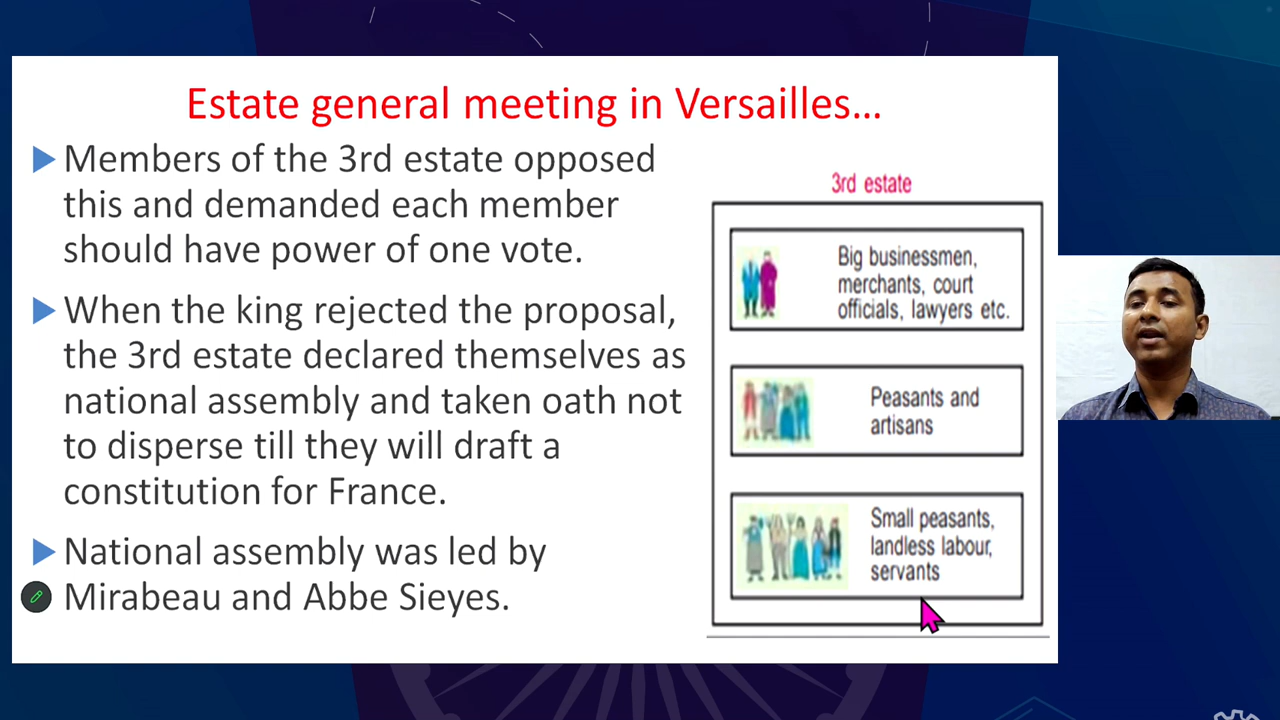 Estate general meeting in Versailles...
Members of the 3rd estate opposed
this and demanded each member
should have power of one vote.
When the king rejected the proposal,
the 3rd estate declared themselves as
national assembly and taken oath not
to disperse till they will draft a
constitution for France.
National assembly was led by
Mirabeau and Abbe Sieyes.
3rd estate
Big businessmen,
merchants, court
officials, lawyers etc.
Peasants and
artisans
Small peasants,
landless labour,
servants